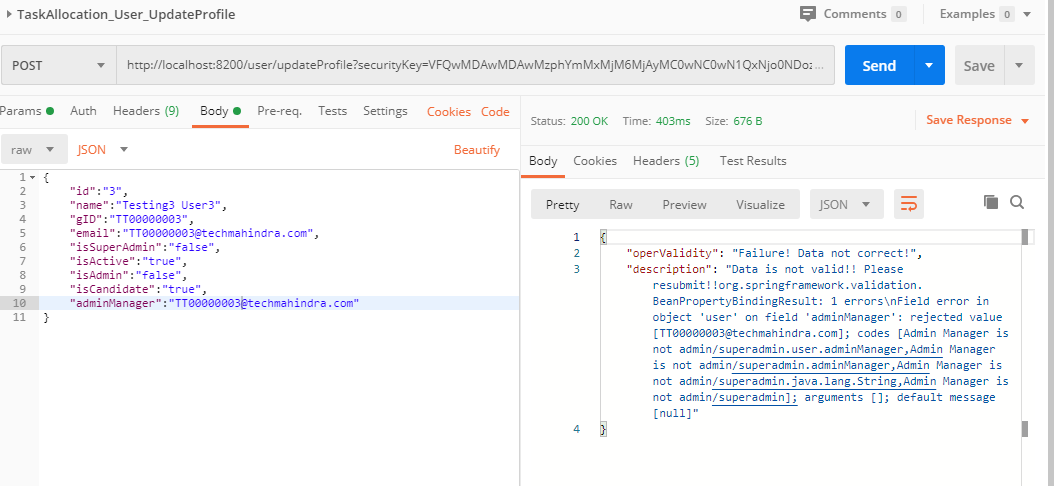 TaskAllocation_User_UpdateProfile
Comments 0 Examples 0
POST http://localhost:8200/user/updateProfile?securityKey=VFQwMDAwMDAwMzphYmMxMjM6MjAyMC0wNC0wN1QxNjo0NDoz... Send Save
Params Auth Headers (9) Body Pre-req. Tests Settings Cookies Code
raw JSON Beautify
1 {
2 "id":"3",
3 "name":"Testing3 User3",
4 "gID":"TT00000003",
5 "email":"TT00000003@techmahindra.com",
6 "isSuperAdmin":"false",
7 "isActive":"true",
8 "isAdmin":"false",
9 "isCandidate":"true",
10 "adminManager":"TT00000003@techmahindra.com"
11 }
Status: 200 OK Time: 403ms Size: 676 B Save Response
Body Cookies Headers (5) Test Results
Pretty Raw Preview Visualize JSON
1 {
2 "operValidity": "Failure! Data not correct!",
3 "description": "Data is not valid!! Please
resubmit!!org.springframework.validation.
BeanPropertyBindingResult: 1 errors\nField error in
object 'user' on field 'adminManager': rejected value
[TT00000003@techmahindra.com]; codes [Admin Manager is
not admin/superadmin.user.adminManager,Admin Manager
is not admin/superadmin.adminManager,Admin Manager is
not admin/superadmin.java.lang.String,Admin Manager is
not admin/superadmin]; arguments []; default message
[null]"
4 }